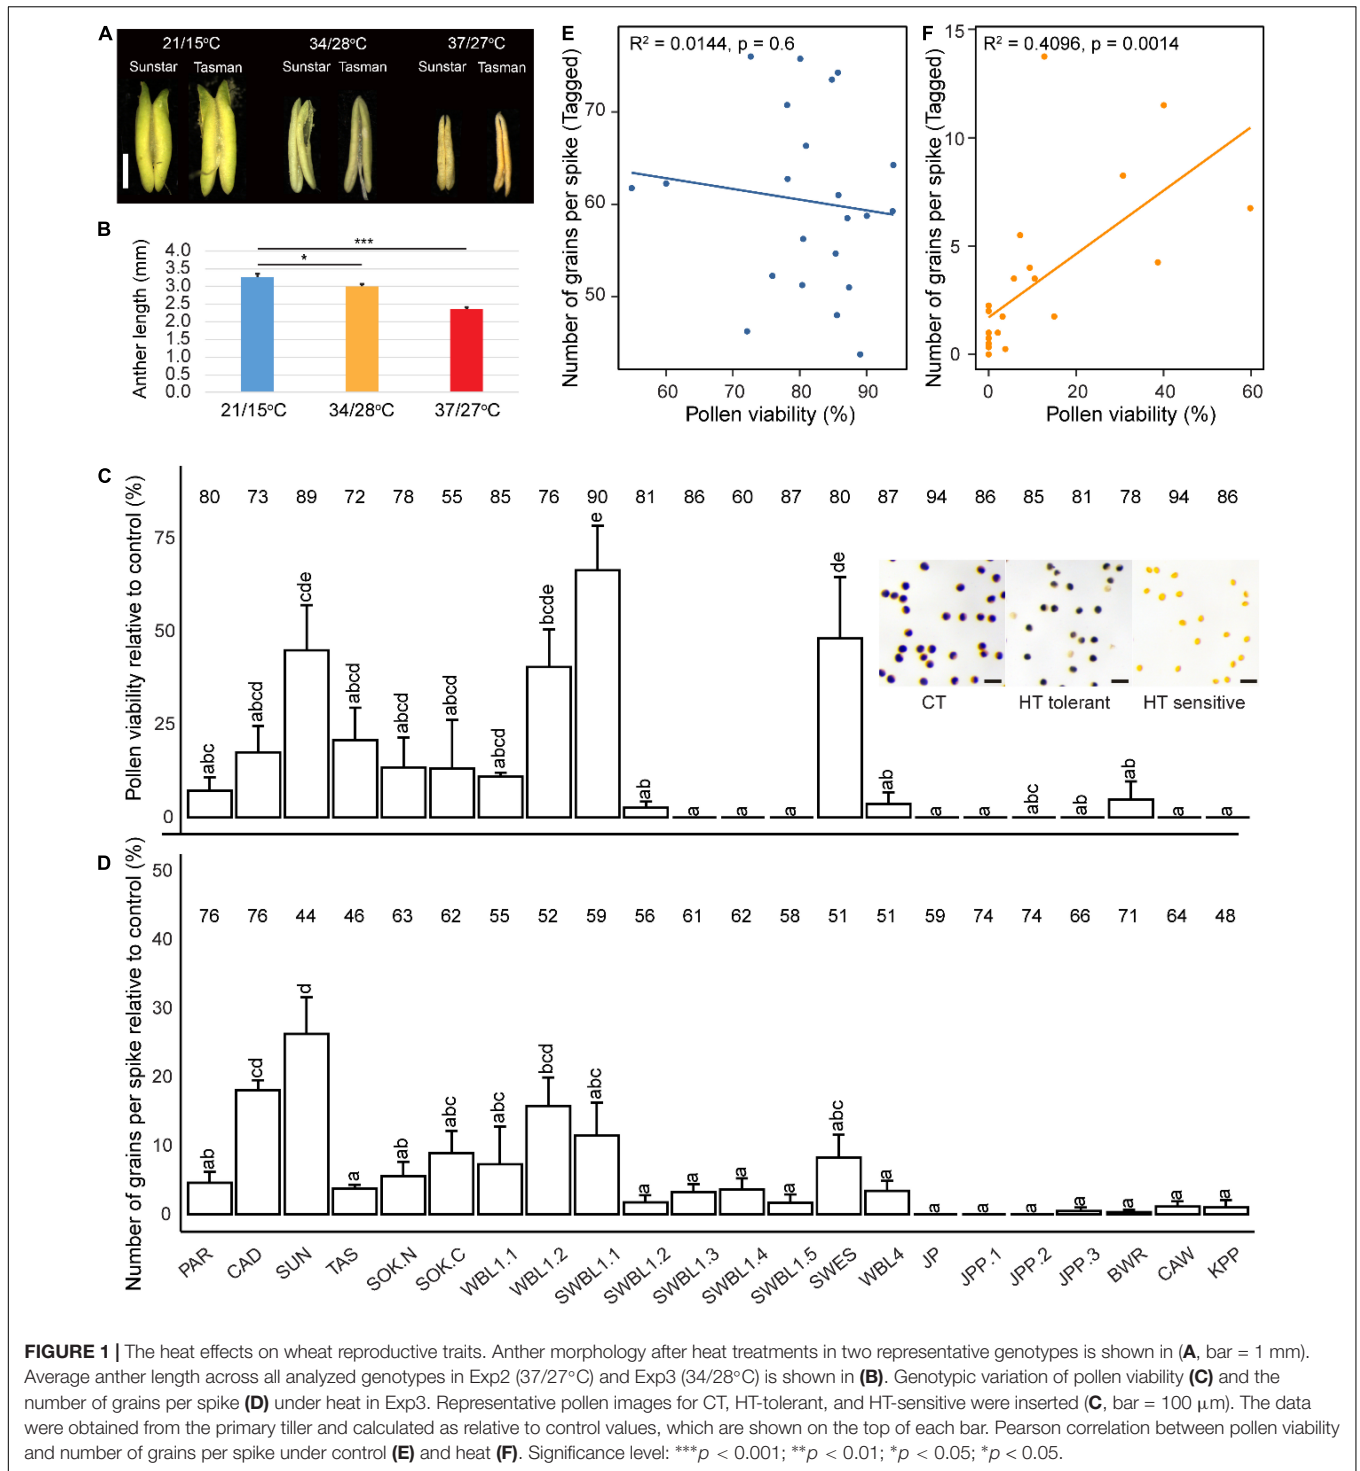 A
21/15°C 34/28°C 37/27°C
Sunstar Tasman Sunstar Tasman Sunstar Tasman
B
Anther length (mm)
4.0
3.5
3.0
2.5
2.0
1.5
1.0
0.5
0.0
***
*
21/15°C 34/28°C 37/27°C
E
R² = 0.0144, p = 0.6
Number of grains per spike (Tagged)
70
60
50
60 70 80 90
Pollen viability (%)
F
R² = 0.4096, p = 0.0014
Number of grains per spike (Tagged)
15
10
5
0
0 20 40 60
Pollen viability (%)
C
Pollen viability relative to control (%)
75
50
25
0
80 73 89 72 78 55 85 76 90 81 86 60 87 80 87 94 86 85 81 78 94 86
abc abcd cde abcd abcd abcd abcd bcde e ab a a a de ab a a abc ab ab a a
CT HT tolerant HT sensitive
D
Number of grains per spike relative to control (%)
50
40
30
20
10
0
76 76 44 46 63 62 55 52 59 56 61 62 58 51 51 59 74 74 66 71 64 48
ab cd d a ab abc abc bcd abc a a a a abc a a a a a a a a
PAR CAD SUN TAS SOK.N SOK.C WBL1.1 WBL1.2 SWBL1.1 SWBL1.2 SWBL1.3 SWBL1.4 SWBL1.5 SWES WBL4 JP JPP.1 JPP.2 JPP.3 BWR CAW KPP
FIGURE 1 | The heat effects on wheat reproductive traits. Anther morphology after heat treatments in two representative genotypes is shown in (A, bar = 1 mm).
Average anther length across all analyzed genotypes in Exp2 (37/27°C) and Exp3 (34/28°C) is shown in (B). Genotypic variation of pollen viability (C) and the
number of grains per spike (D) under heat in Exp3. Representative pollen images for CT, HT-tolerant, and HT-sensitive were inserted (C, bar = 100 μm). The data
were obtained from the primary tiller and calculated as relative to control values, which are shown on the top of each bar. Pearson correlation between pollen viability
and number of grains per spike under control (E) and heat (F). Significance level: ***p < 0.001; **p < 0.01; *p < 0.05; *p < 0.05.